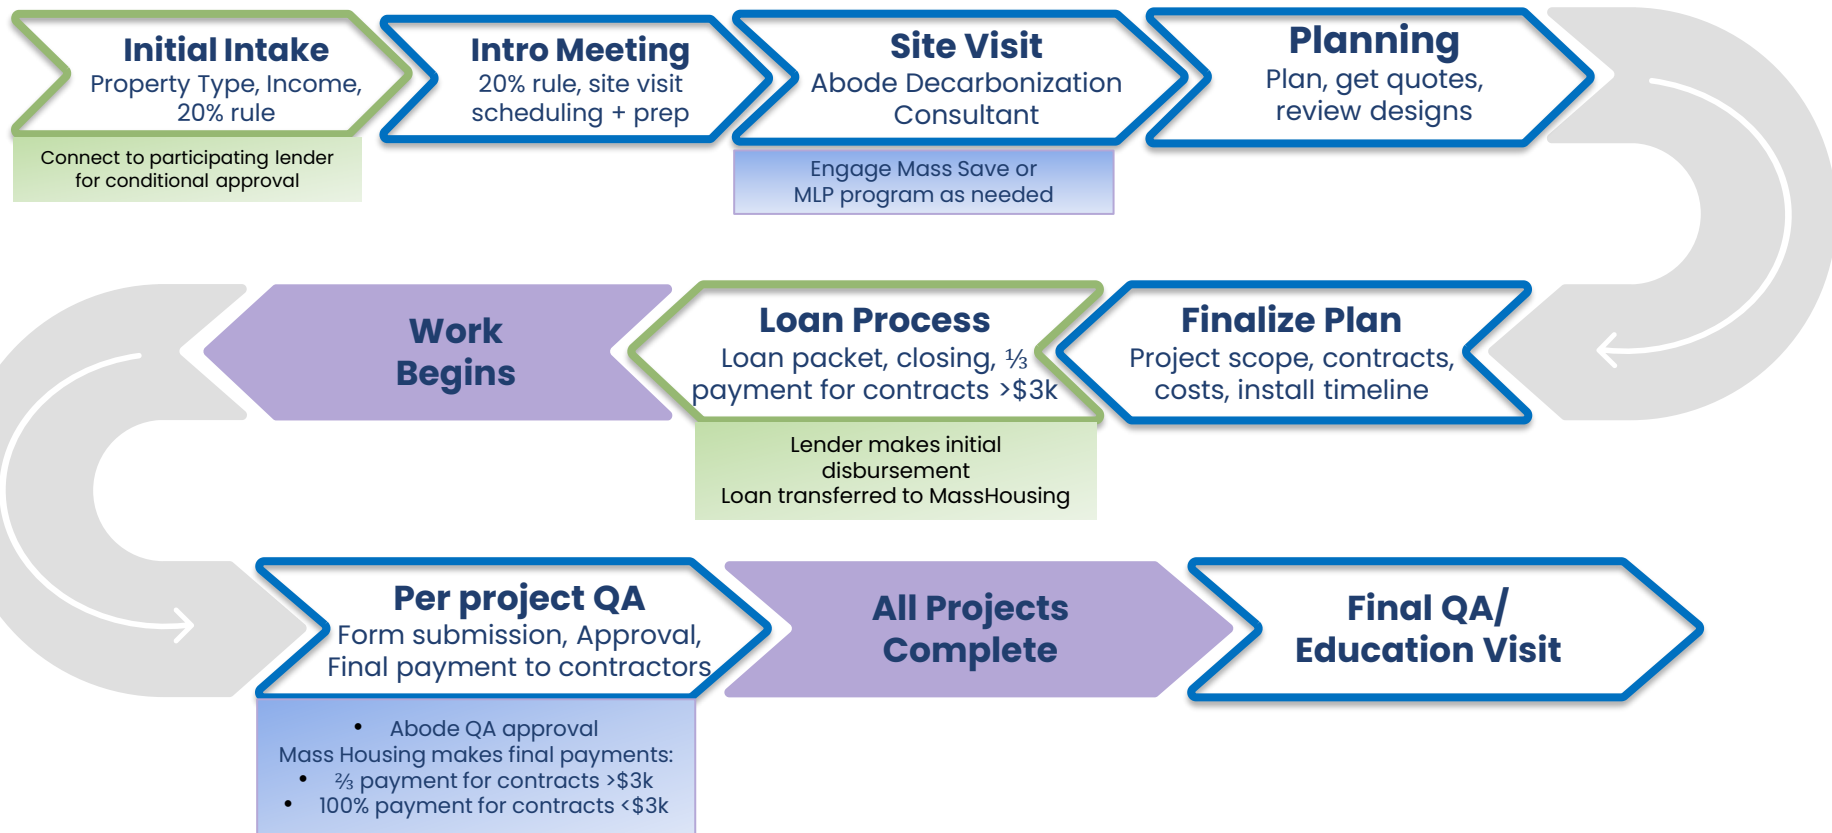 Initial Intake
Property Type, Income,
20% rule
Connect to participating lender
for conditional approval
Intro Meeting
20% rule, site visit
scheduling + prep
Site Visit
Abode Decarbonization
Consultant
Engage Mass Save or
MLP program as needed
Planning
Plan, get quotes,
review designs
Finalize Plan
Project scope, contracts,
costs, install timeline
Loan Process
Loan packet, closing, ⅓
payment for contracts >$3k
Lender makes initial
disbursement
Loan transferred to MassHousing
Work
Begins
Per project QA
Form submission, Approval,
Final payment to contractors
• Abode QA approval
Mass Housing makes final payments:
• ⅔ payment for contracts >$3k
• 100% payment for contracts <$3k
All Projects
Complete
Final QA/
Education Visit